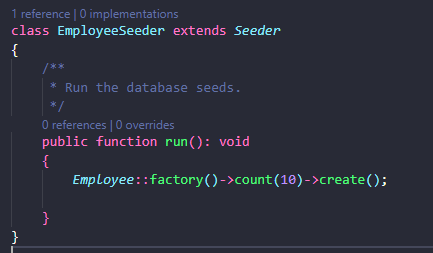 1 reference | 0 implementations
class EmployeeSeeder extends Seeder
{
/**
* Run the database seeds.
*/
0 references | 0 overrides
public function run(): void
{
Employee::factory()->count(10)->create();
}
}